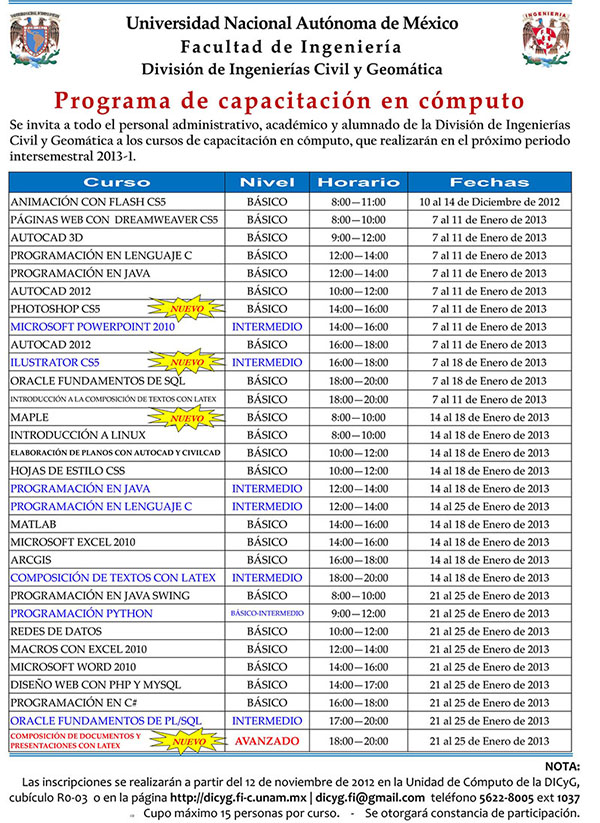 Universidad Nacional Autónoma de México
Facultad de Ingeniería
División de Ingenierías Civil y Geomática
INGENIERIA
Programa de capacitación en cómputo
Se invita a todo el personal administrativo, académico y alumnado de la División de Ingenierías
Civil y Geomática a los cursos de capacitación en cómputo, que realizarán en el próximo periodo
intersemestral 2013-1.
Curso Nivel Horario Fechas
ANIMACIÓN CON FLASH CS5 BÁSICO 8:00—11:00 10 al 14 de Diciembre de 2012
PÁGINAS WEB CON DREAMWEAVER CS5 BÁSICO 8:00—10:00 7 al 11 de Enero de 2013
AUTOCAD 3D BÁSICO 9:00—12:00 7 al 11 de Enero de 2013
PROGRAMACIÓN EN LENGUAJE C BÁSICO 12:00—14:00 7 al 11 de Enero de 2013
PROGRAMACIÓN EN JAVA BÁSICO 12:00—14:00 7 al 11 de Enero de 2013
AUTOCAD 2012 BÁSICO 10:00—12:00 7 al 11 de Enero de 2013
PHOTOSHOP CS5 NUEVO BÁSICO 14:00—16:00 7 al 11 de Enero de 2013
MICROSOFT POWERPOINT 2010 INTERMEDIO 14:00—16:00 7 al 11 de Enero de 2013
AUTOCAD 2012 BÁSICO 16:00—18:00 7 al 11 de Enero de 2013
ILUSTRATOR CS5 NUEVO INTERMEDIO 16:00—18:00 7 al 18 de Enero de 2013
ORACLE FUNDAMENTOS DE SQL BÁSICO 18:00—20:00 7 al 18 de Enero de 2013
INTRODUCCIÓN A LA COMPOSICIÓN DE TEXTOS CON LATEX BÁSICO 18:00—20:00 7 al 11 de Enero de 2013
MAPLE NUEVO BÁSICO 8:00—10:00 14 al 18 de Enero de 2013
INTRODUCCIÓN A LINUX BÁSICO 8:00—10:00 14 al 18 de Enero de 2013
ELABORACIÓN DE PLANOS CON AUTOCAD Y CIVILCAD BÁSICO 10:00—12:00 14 al 18 de Enero de 2013
HOJAS DE ESTILO CSS BÁSICO 10:00—12:00 14 al 18 de Enero de 2013
PROGRAMACIÓN EN JAVA INTERMEDIO 12:00—14:00 14 al 18 de Enero de 2013
PROGRAMACIÓN EN LENGUAJE C INTERMEDIO 12:00—14:00 14 al 25 de Enero de 2013
MATLAB BÁSICO 14:00—16:00 14 al 18 de Enero de 2013
MICROSOFT EXCEL 2010 BÁSICO 14:00—16:00 14 al 18 de Enero de 2013
ARCGIS BÁSICO 16:00—18:00 14 al 18 de Enero de 2013
COMPOSICIÓN DE TEXTOS CON LATEX INTERMEDIO 18:00—20:00 14 al 18 de Enero de 2013
PROGRAMACIÓN EN JAVA SWING BÁSICO 8:00—10:00 21 al 25 de Enero de 2013
PROGRAMACIÓN PYTHON BÁSICO-INTERMEDIO 9:00—12:00 21 al 25 de Enero de 2013
REDES DE DATOS BÁSICO 10:00—12:00 21 al 25 de Enero de 2013
MACROS CON EXCEL 2010 BÁSICO 12:00—14:00 21 al 25 de Enero de 2013
MICROSOFT WORD 2010 BÁSICO 14:00—16:00 21 al 25 de Enero de 2013
DISEÑO WEB CON PHP Y MYSQL BÁSICO 14:00—17:00 21 al 25 de Enero de 2013
PROGRAMACIÓN EN C# BÁSICO 16:00—18:00 21 al 25 de Enero de 2013
ORACLE FUNDAMENTOS DE PL/SQL INTERMEDIO 17:00—20:00 21 al 25 de Enero de 2013
COMPOSICIÓN DE DOCUMENTOS Y
PRESENTACIONES CON LATEX NUEVO AVANZADO 18:00—20:00 21 al 25 de Enero de 2013
NOTA:
Las inscripciones se realizarán a partir del 12 de noviembre de 2012 en la Unidad de Cómputo de la DICyG,
cubículo R0-03 o en la página http://dicyg.fi-c.unam.mx | dicyg.fi@gmail.com teléfono 5622-8005 ext 1037
Cupo máximo 15 personas por curso. - Se otorgará constancia de participación.